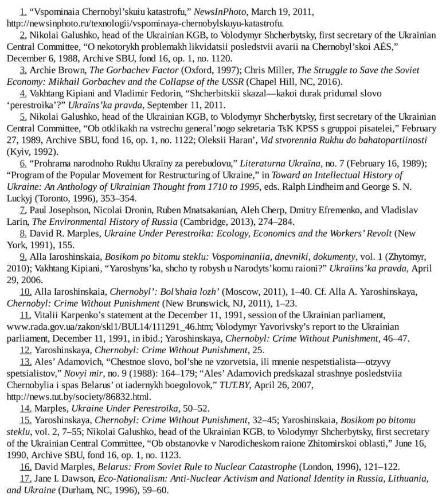 1. “Vspominaia Chernobyl’skuiu katastrofu,” NewsInPhoto, March 19, 2011,
http://newsinphoto.ru/texnologii/vspominaya-chernobylskuyu-katastrofu.
2. Nikolai Galushko, head of the Ukrainian KGB, to Volodymyr Shcherbytsky, first secretary of the Ukrainian
Central Committee, “O nekotorykh problemakh likvidatsii posledstvii avarii na Chernobyl’skoi AĖS,”
December 6, 1988, Archive SBU, fond 16, op. 1, no. 1120.
3. Archie Brown, The Gorbachev Factor (Oxford, 1997); Chris Miller, The Struggle to Save the Soviet
Economy: Mikhail Gorbachev and the Collapse of the USSR (Chapel Hill, NC, 2016).
4. Vakhtang Kipiani and Vladimir Fedorin, “Shcherbitskii skazal—kakoi durak pridumal slovo
‘perestroika’?” Ukraïns’ka pravda, September 11, 2011.
5. Nikolai Galushko, head of the Ukrainian KGB, to Volodymyr Shcherbytsky, first secretary of the Ukrainian
Central Committee, “Ob otklikakh na vstrechu general’nogo sekretaria TsK KPSS s gruppoi pisatelei,” February
27, 1989, Archive SBU, fond 16, op. 1, no. 1122; Oleksii Haran’, Vid stvorennia Rukhu do bahatopartiinosti
(Kyiv, 1992).
6. “Prohrama narodnoho Rukhu Ukraïny za perebudovu,” Literaturna Ukraïna, no. 7 (February 16, 1989);
“Program of the Popular Movement for Restructuring of Ukraine,” in Toward an Intellectual History of
Ukraine: An Anthology of Ukrainian Thought from 1710 to 1995, eds. Ralph Lindheim and George S. N.
Luckyj (Toronto, 1996), 353–354.
7. Paul Josephson, Nicolai Dronin, Ruben Mnatsakanian, Aleh Cherp, Dmitry Efremenko, and Vladislav
Larin, The Environmental History of Russia (Cambridge, 2013), 274–284.
8. David R. Marples, Ukraine Under Perestroika: Ecology, Economics and the Workers’ Revolt (New
York, 1991), 155.
9. Alla Iaroshinskaia, Bosikom po bitomu steklu: Vospominaniia, dnevniki, dokumenty, vol. 1 (Zhytomyr,
2010); Vakhtang Kipiani, “Yaroshyns’ka, shcho ty robysh u Narodyts’komu raioni?” Ukraïns’ka pravda, April
29, 2006.
10. Alla Iaroshinskaia, Chernobyl’: Bol’shaia lozh’ (Moscow, 2011), 1–40. Cf. Alla A. Yaroshinskaya,
Chernobyl: Crime Without Punishment (New Brunswick, NJ, 2011), 1–23.
11. Vitalii Karpenko’s statement at the December 11, 1991, session of the Ukrainian parliament,
www.rada.gov.ua/zakon/skl1/BUL14/111291_46.htm; Volodymyr Yavorivsky’s report to the Ukrainian
parliament, December 11, 1991, in ibid.; Yaroshinskaya, Chernobyl: Crime Without Punishment, 46–47.
12. Yaroshinskaya, Chernobyl: Crime Without Punishment, 25.
13. Ales’ Adamovich, “Chestnoe slovo, bol’she ne vzorvetsia, ili mnenie nespetstialista—otzyvy
spetsialistov,” Novyi mir, no. 9 (1988): 164–179; “Ales’ Adamovich predskazal strashnye posledstviia
Chernobylia i spas Belarus’ ot iadernykh boegolovok,” TUT.BY, April 26, 2007,
http://news.tut.by/society/86832.html.
14. Marples, Ukraine Under Perestroika, 50–52.
15. Yaroshinskaya, Chernobyl: Crime Without Punishment, 32–45; Yaroshinskaia, Bosikom po bitomu
steklu, vol. 2, 7–55; Nikolai Galushko, head of the Ukrainian KGB, to Volodymyr Shcherbytsky, first secretary
of the Ukrainian Central Committee, “Ob obstanovke v Narodicheskom raione Zhitomirskoi oblasti,” June 16,
1990, Archive SBU, fond 16, op. 1, no. 1123.
16. David Marples, Belarus: From Soviet Rule to Nuclear Catastrophe (London, 1996), 121–122.
17. Jane I. Dawson, Eco-Nationalism: Anti-Nuclear Activism and National Identity in Russia, Lithuania,
and Ukraine (Durham, NC, 1996), 59–60.